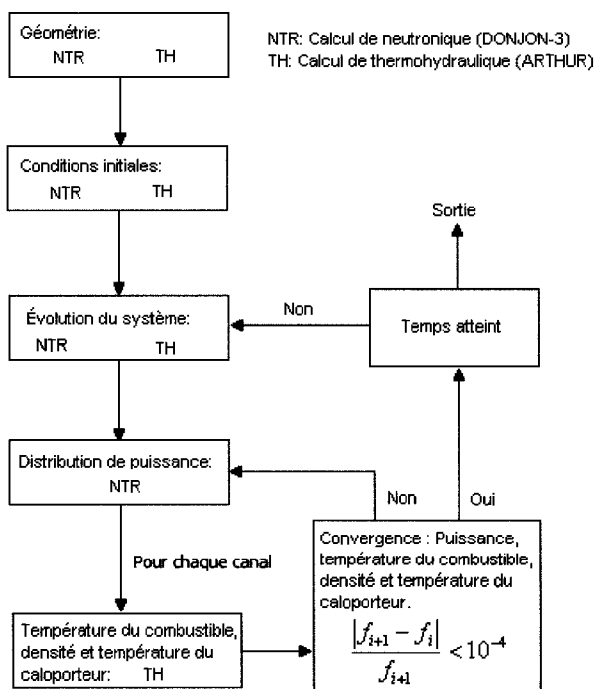 Géométrie:
NTR TH
NTR: Calcul de neutronique (DONJON-3)
TH: Calcul de thermohydraulique (ARTHUR)
Conditions initiales:
NTR TH
Sortie
Évolution du système:
NTR TH
Non
Temps atteint
Distribution de puissance:
NTR
Non
Oui
Pour chaque canal
Température du combustible,
densité et température du
caloporteur: TH
Convergence : Puissance,
température du combustible,
densité et température du
caloporteur.
|f_{i+1} − f_i| / f_{i+1} < 10^{-4}